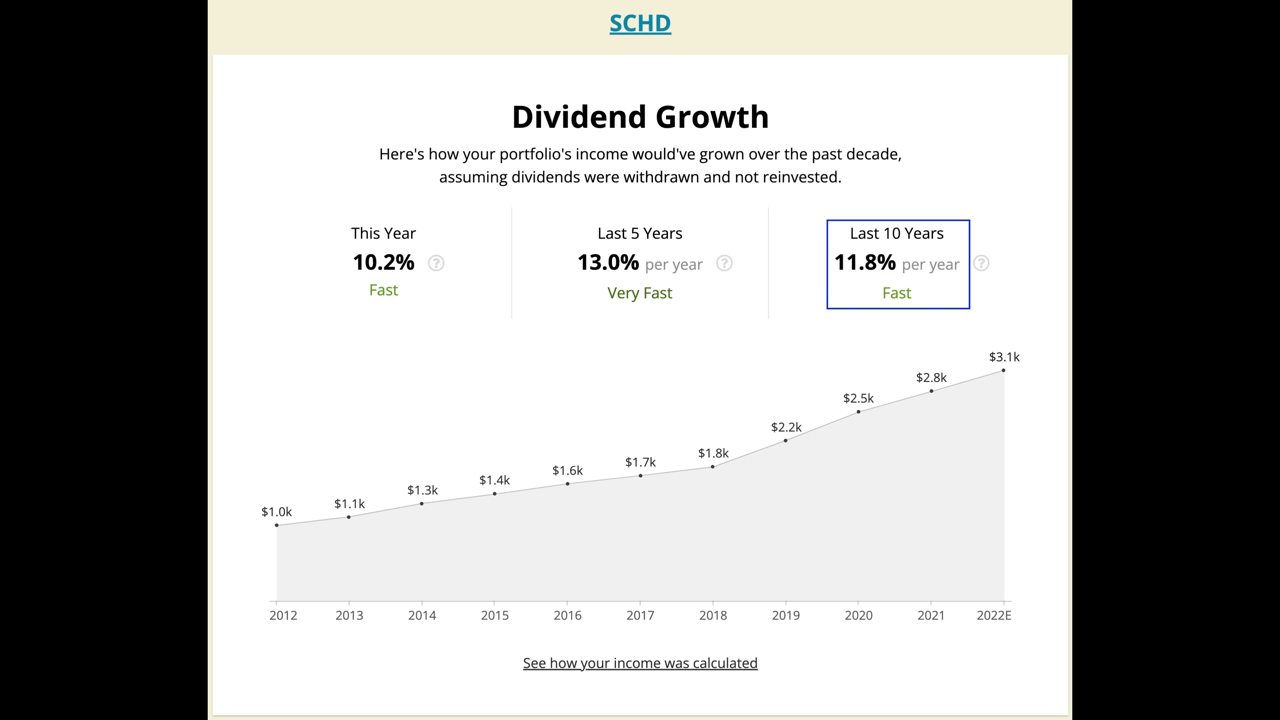 SCHD
Dividend Growth
Here's how your portfolio's income would've grown over the past decade,
assuming dividends were withdrawn and not reinvested.
This Year
10.2% ?
Fast
Last 5 Years
13.0% per year ?
Very Fast
Last 10 Years
11.8% per year ?
Fast
$1.0k
$1.1k
$1.3k
$1.4k
$1.6k
$1.7k
$1.8k
$2.2k
$2.5k
$2.8k
$3.1k
2012 2013 2014 2015 2016 2017 2018 2019 2020 2021 2022E
See how your income was calculated